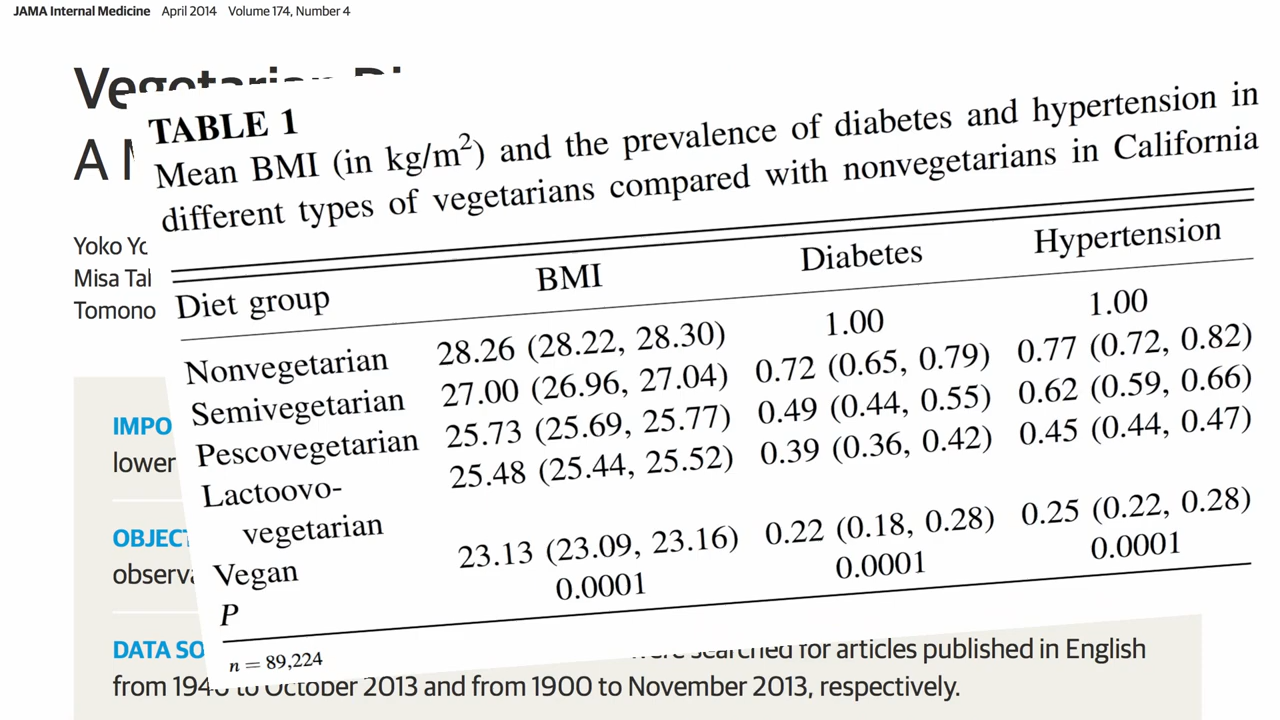 JAMA Internal Medicine April 2014 Volume 174, Number 4
Vegetarian
A
TABLE 1
Mean BMI (in kg/m²) and the prevalence of diabetes and hypertension in
different types of vegetarians compared with nonvegetarians in California
Yoko
Misa
Tomono
Diet group BMI Diabetes Hypertension
Nonvegetarian 28.26 (28.22, 28.30) 1.00 1.00
Semivegetarian 27.00 (26.96, 27.04) 0.72 (0.65, 0.79) 0.77 (0.72, 0.82)
Pescovegetarian 25.73 (25.69, 25.77) 0.49 (0.44, 0.55) 0.62 (0.59, 0.66)
Lactoovo- 25.48 (25.44, 25.52) 0.39 (0.36, 0.42) 0.45 (0.44, 0.47)
vegetarian
Vegan 23.13 (23.09, 23.16) 0.22 (0.18, 0.28) 0.25 (0.22, 0.28)
P 0.0001 0.0001 0.0001
n = 89,224
IMPO
lower
OBJECT
observa
DATA SO
were searched for articles published in English
from 1946 to October 2013 and from 1900 to November 2013, respectively.